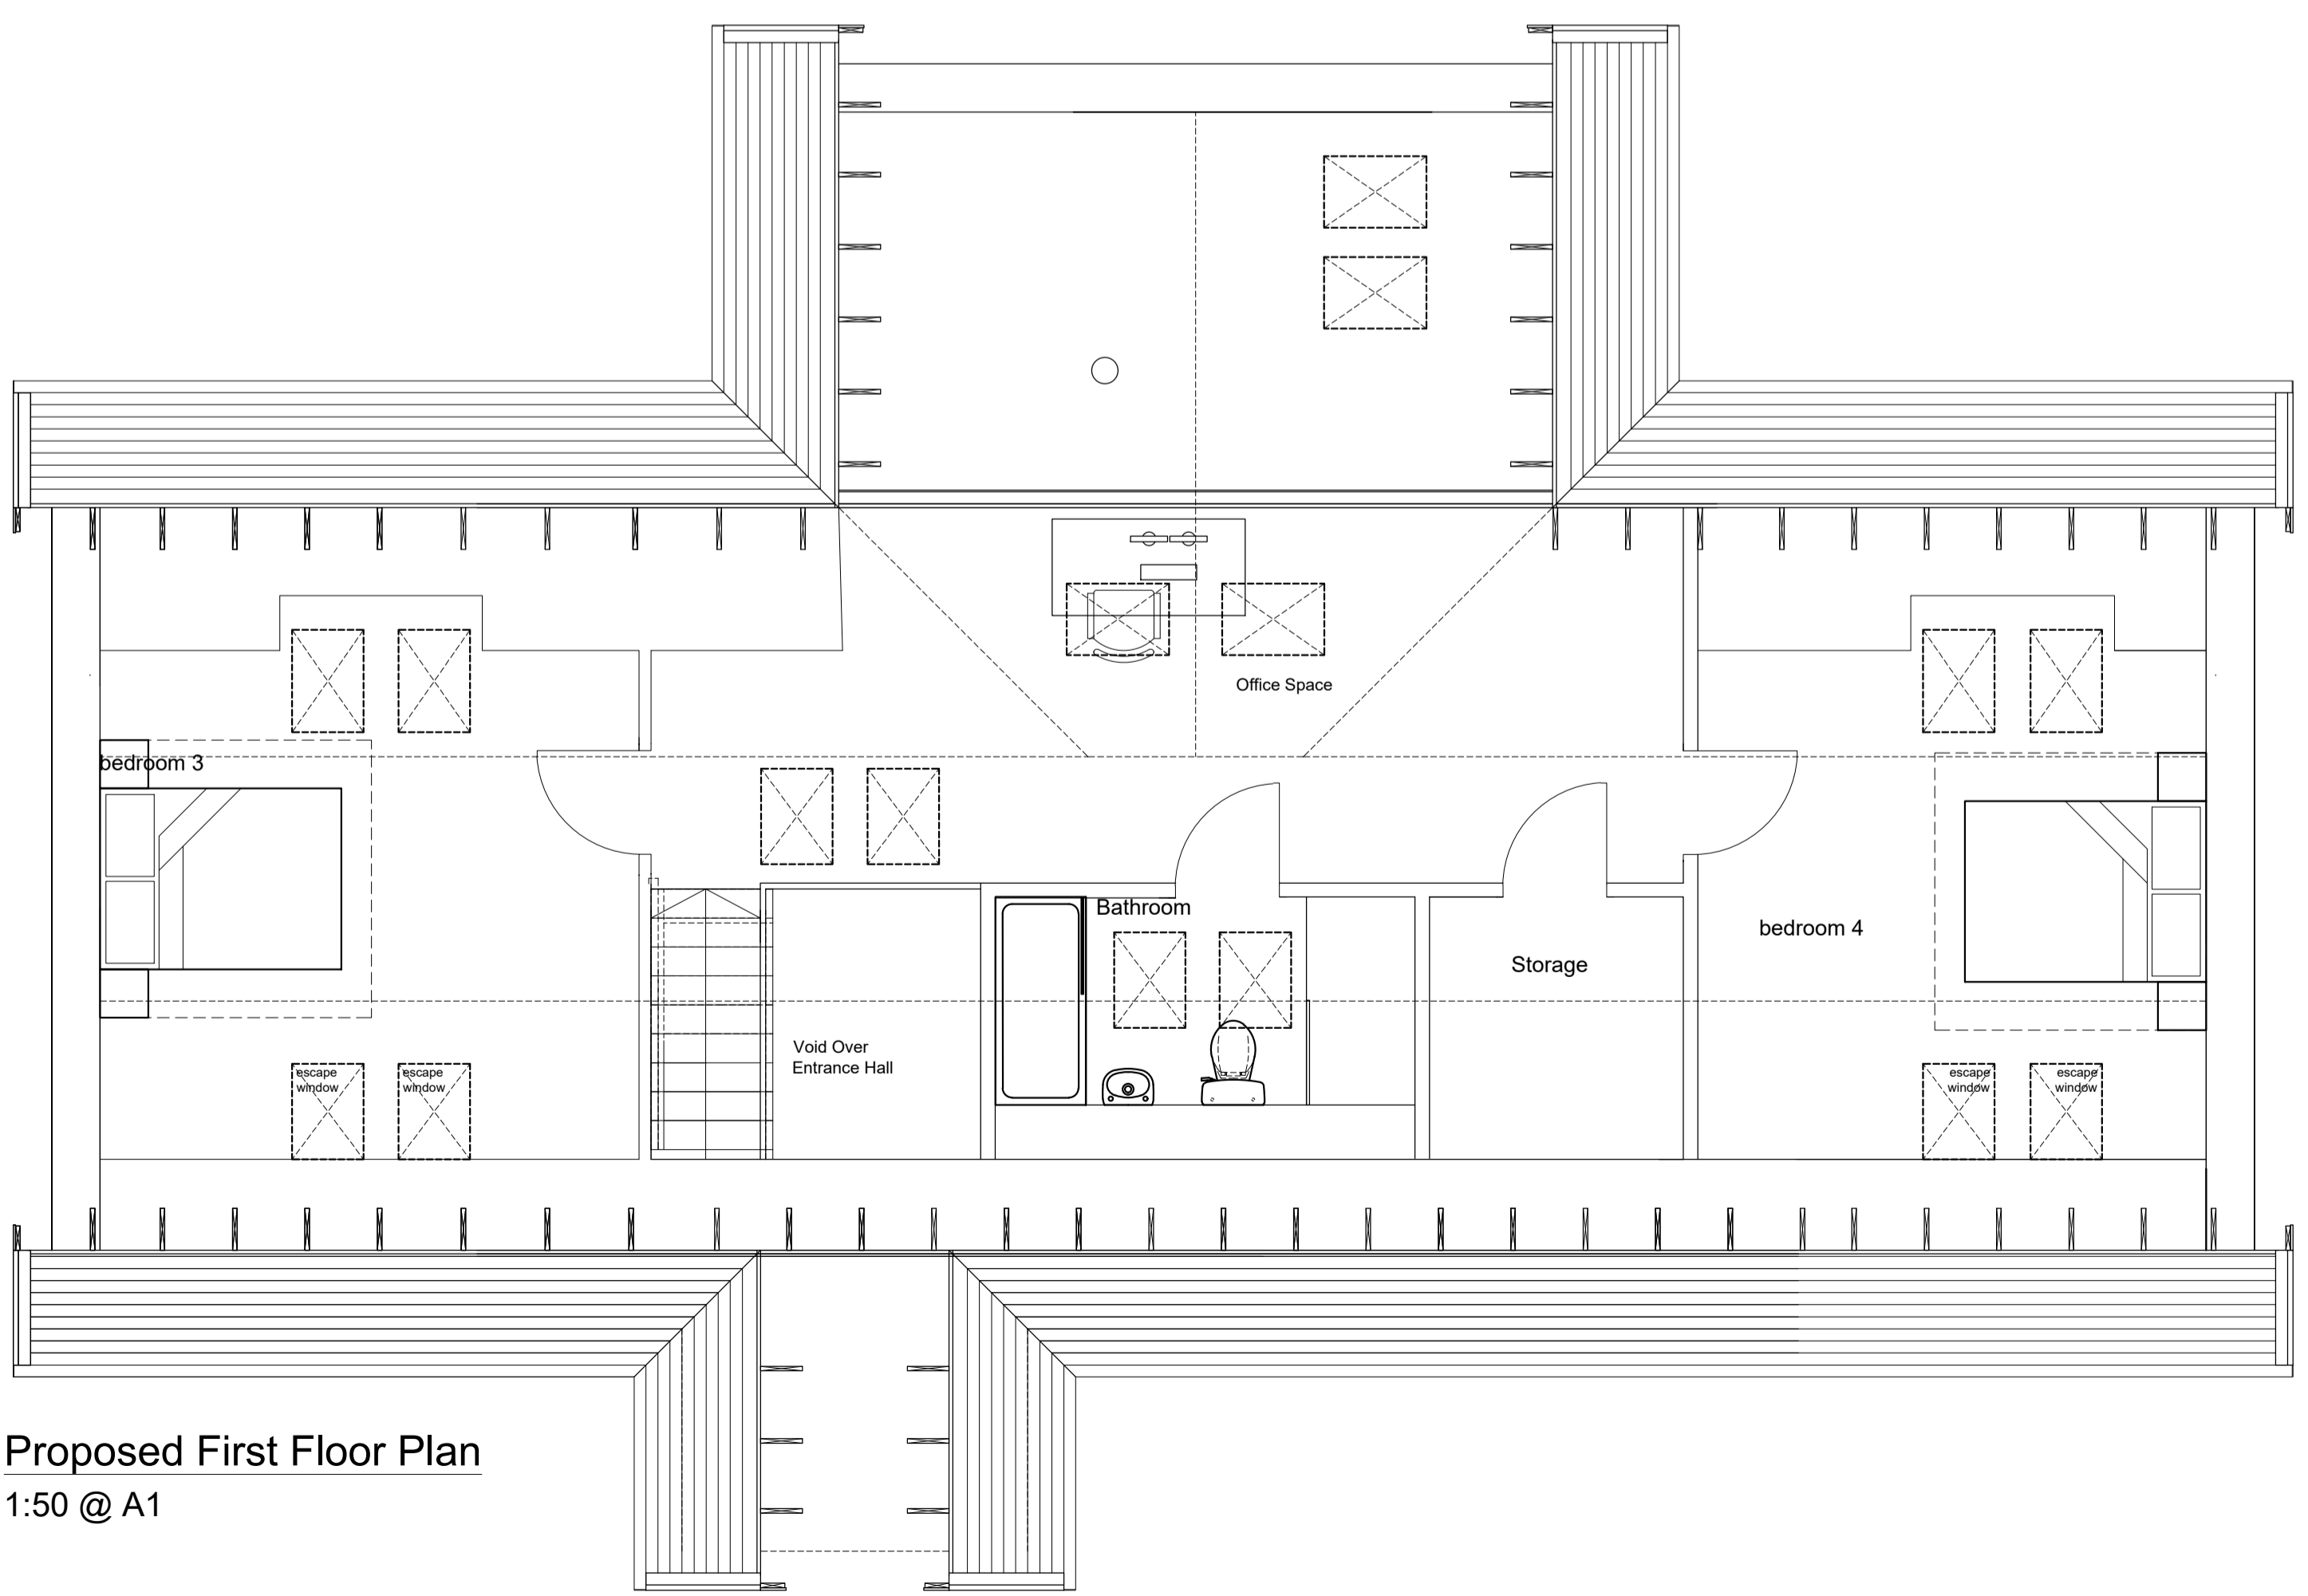 Office Space
bedroom 3
Bathroom
bedroom 4
Storage
Void Over
Entrance Hall
escape
window
escape
window
escape
window
escape
window
Proposed First Floor Plan
1:50 @ A1